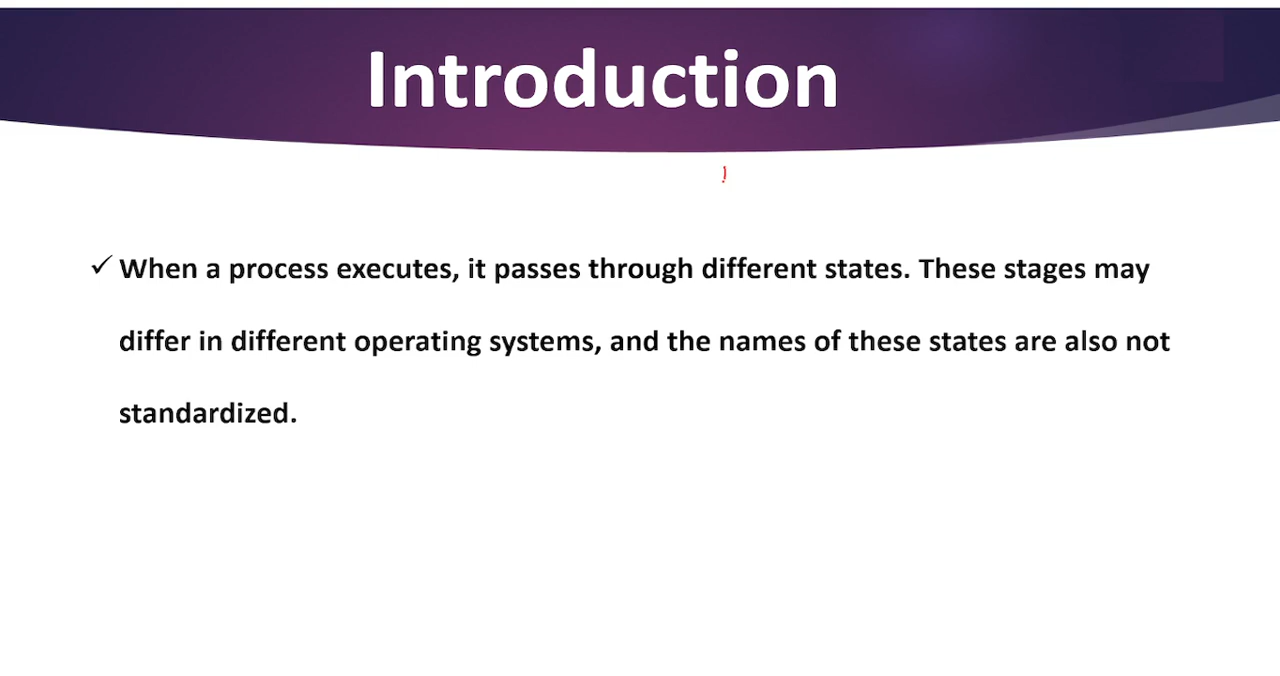 Introduction
✓ When a process executes, it passes through different states. These stages may
differ in different operating systems, and the names of these states are also not
standardized.